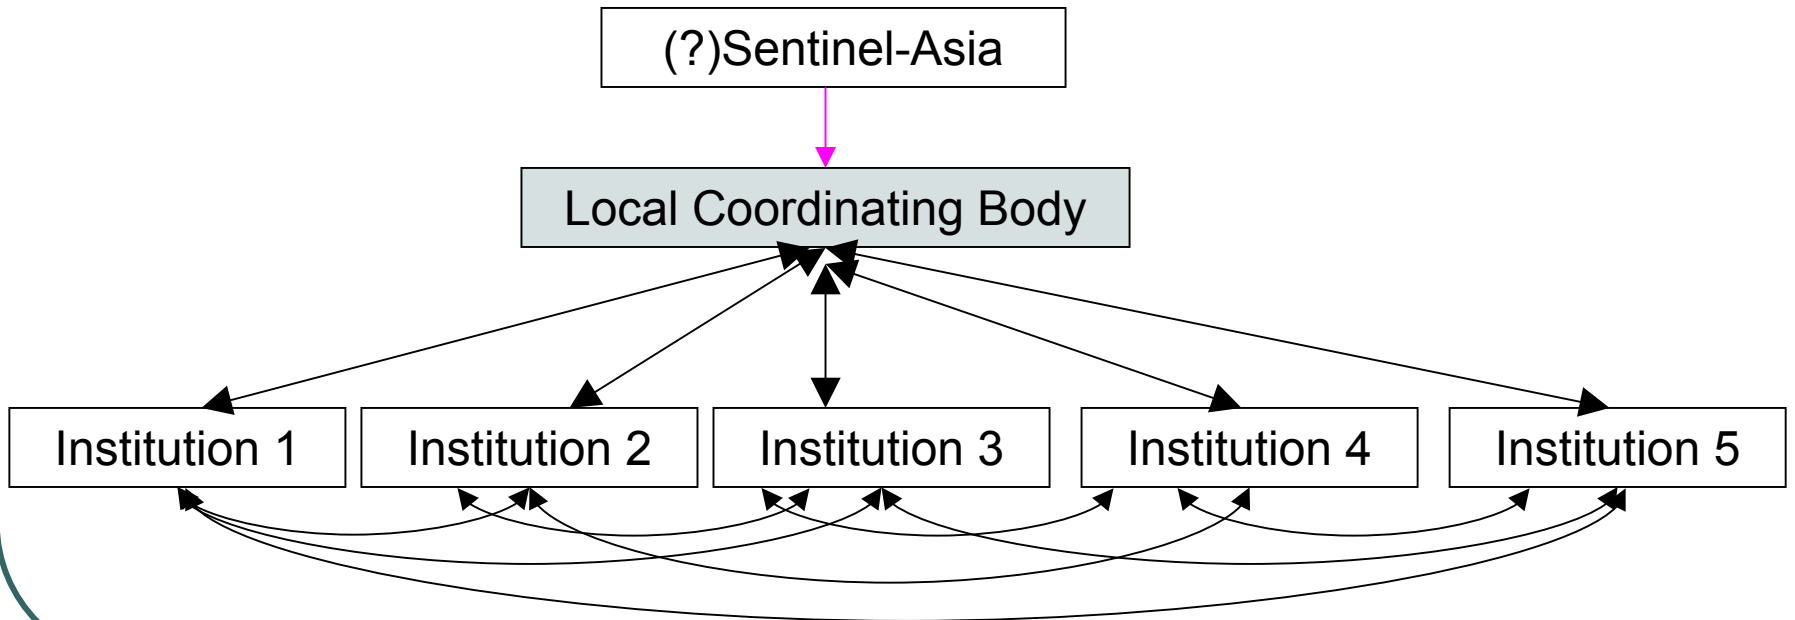 (?)Sentinel-Asia
Local Coordinating Body
Institution 1
Institution 2
Institution 3
Institution 4
Institution 5